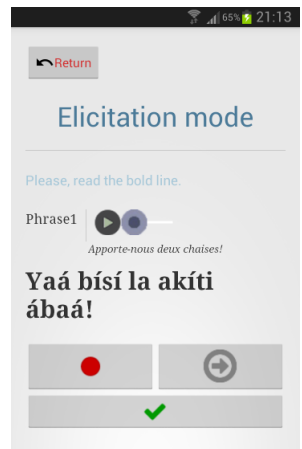 65% 21:13
Return
Elicitation mode
Please, read the bold line.
Phrase1
Apporte-nous deux chaises!
Yaá bísí la akíti
ábaá!